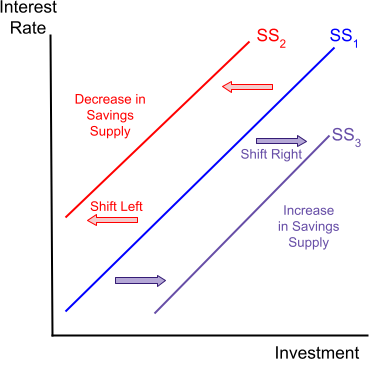 Interest
Rate
SS2
SS1
Decrease in
Savings
Supply
SS3
Shift Right
Shift Left
Increase
in Savings
Supply
Investment